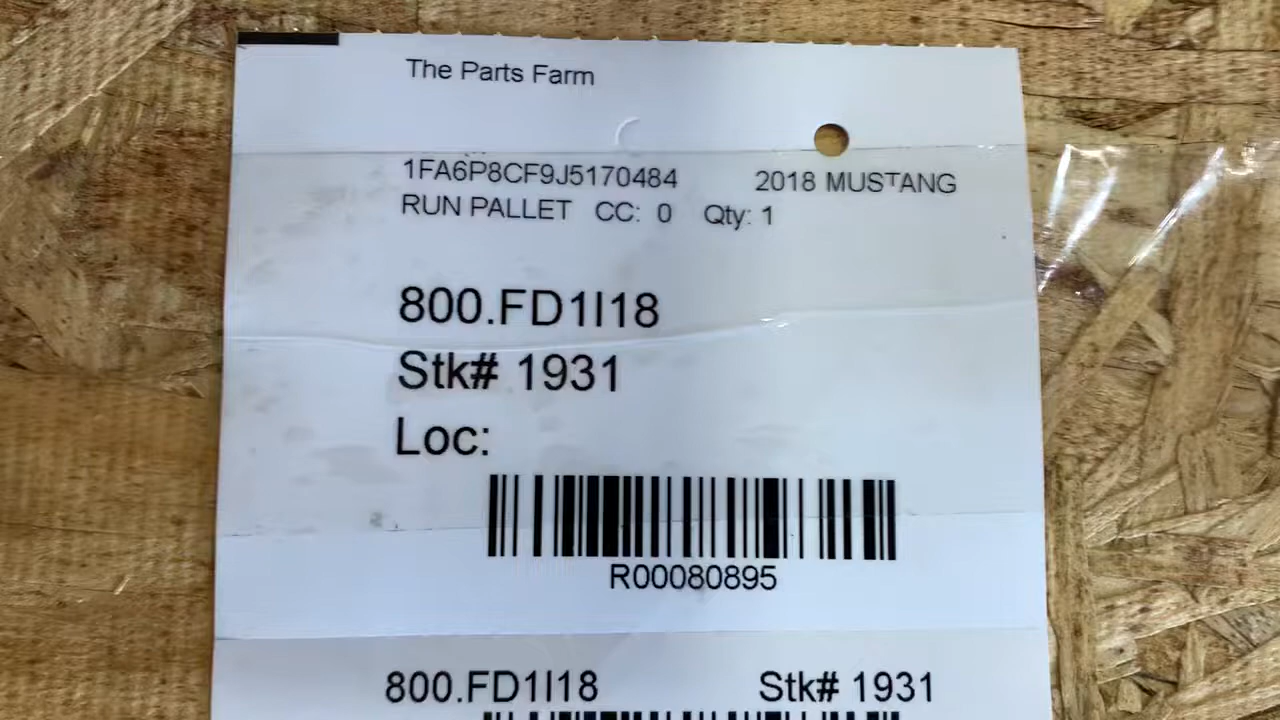 The Parts Farm
1FA6P8CF9J5170484 2018 MUSTANG
RUN PALLET CC: 0 Qty: 1
800.FD1I18
Stk# 1931
Loc:
R00080895
800.FD1I18 Stk# 1931